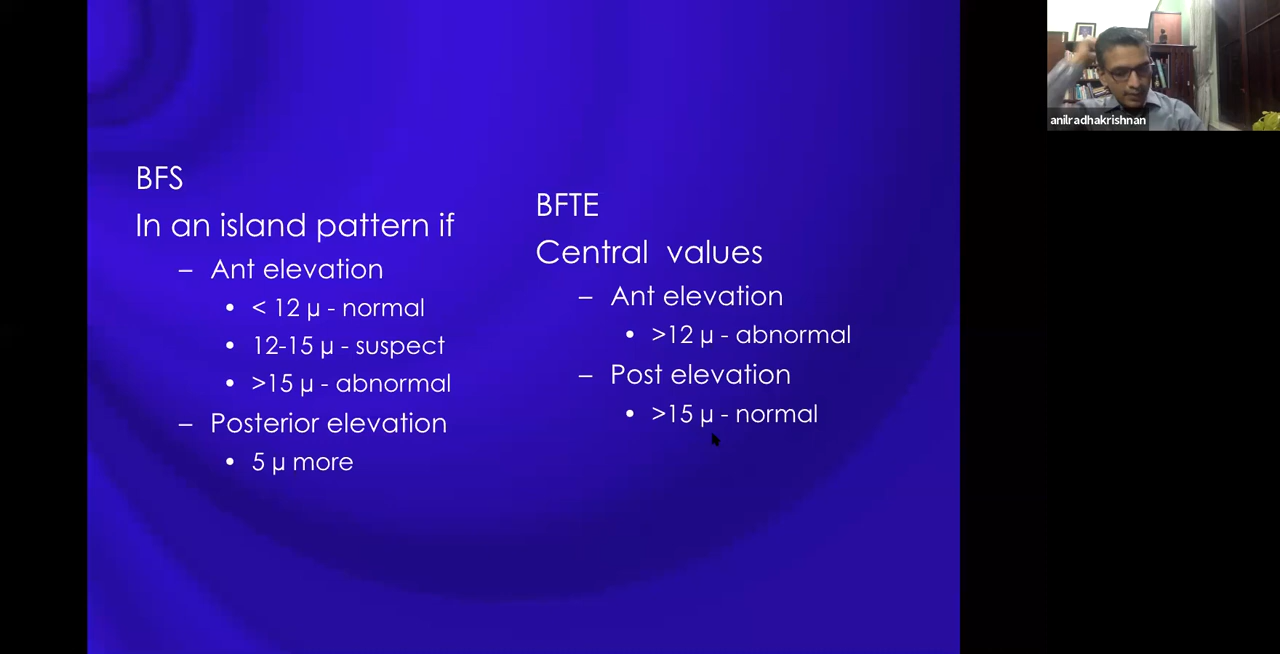 BFS
In an island pattern if
– Ant elevation
• < 12 µ - normal
• 12-15 µ - suspect
• >15 µ - abnormal
– Posterior elevation
• 5 µ more
BFTE
Central values
– Ant elevation
• >12 µ - abnormal
– Post elevation
• >15 µ - normal
anilradhakrishnan